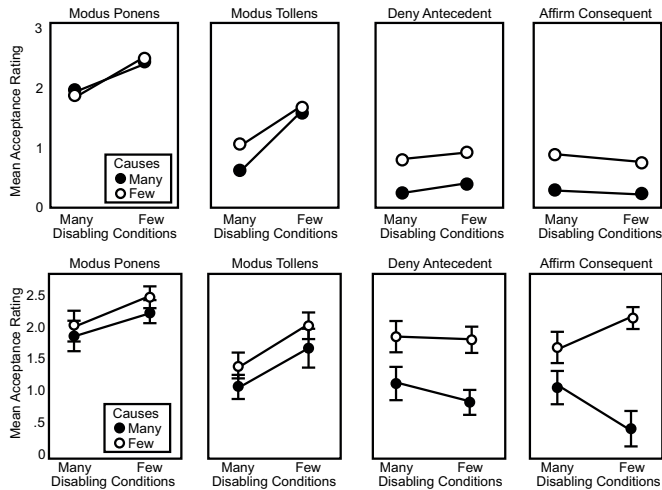 Modus Ponens
Modus Tollens
Deny Antecedent
Affirm Consequent
Mean Acceptance Rating
3
2
1
0
Causes
Many
Few
Many Few
Disabling Conditions
Many Few
Disabling Conditions
Many Few
Disabling Conditions
Many Few
Disabling Conditions
Modus Ponens
Modus Tollens
Deny Antecedent
Affirm Consequent
Mean Acceptance Rating
2.5
2.0
1.5
1.0
.5
0
Causes
Many
Few
Many Few
Disabling Conditions
Many Few
Disabling Conditions
Many Few
Disabling Conditions
Many Few
Disabling Conditions